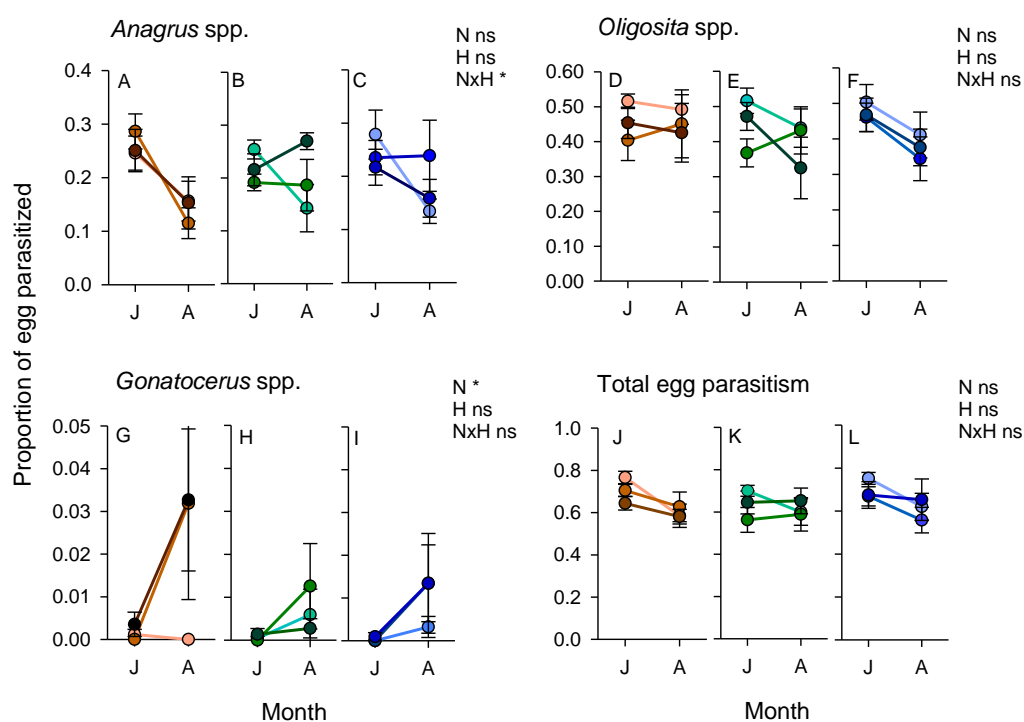 Anagrus spp.
N ns
H ns
NxH *
Oligosita spp.
N ns
H ns
NxH ns
Proportion of egg parasitized
0.4
0.3
0.2
0.1
0.0
A
B
C
J A
J A
J A
0.60
0.50
0.40
0.30
0.20
0.10
0.00
D
E
F
J A
J A
J A
Gonatocerus spp.
N *
H ns
NxH ns
Total egg parasitism
N ns
H ns
NxH ns
0.05
0.04
0.03
0.02
0.01
0.00
G
H
I
J A
J A
J A
Month
1.0
0.8
0.6
0.4
0.2
0.0
J
K
L
J A
J A
J A
Month